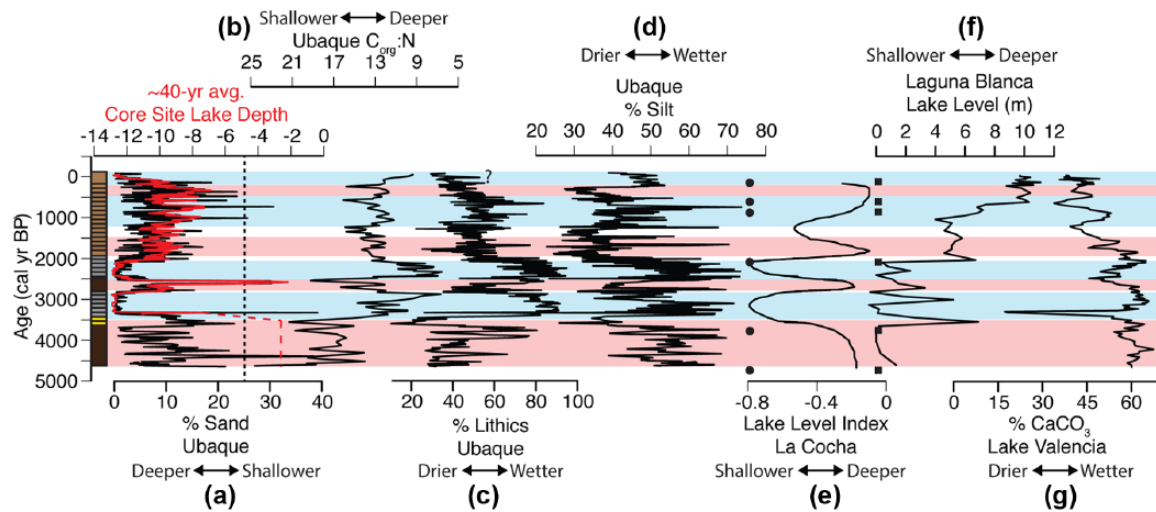 (b)
Shallower Deeper
Ubaque Corg:N
25 21 17 13 9 5
~40-yr avg.
Core Site Lake Depth
-14 -12 -10 -8 -6 -4 -2 0
(d)
Drier Wetter
Ubaque
% Silt
20 30 40 50 60 70 80
(f)
Shallower Deeper
Laguna Blanca
Lake Level (m)
0 2 4 6 8 10 12
Age (cal yr BP)
0
1000
2000
3000
4000
5000
?
0 10 20 30 40
% Sand
Ubaque
Deeper Shallower
(a)
20 40 60 80 100
% Lithics
Ubaque
Drier Wetter
(c)
-0.8 -0.4 0
Lake Level Index
La Cocha
Shallower Deeper
(e)
0 15 30 45 60
% CaCO3
Lake Valencia
Drier Wetter
(g)